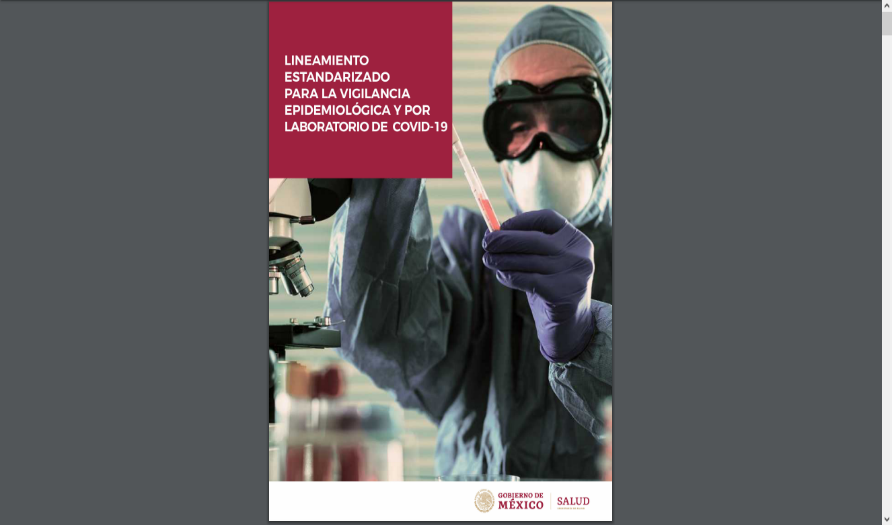 LINEAMIENTO
ESTANDARIZADO
PARA LA VIGILANCIA
EPIDEMIOLÓGICA Y POR
LABORATORIO DE COVID-19
GOBIERNO DE
MÉXICO
SALUD